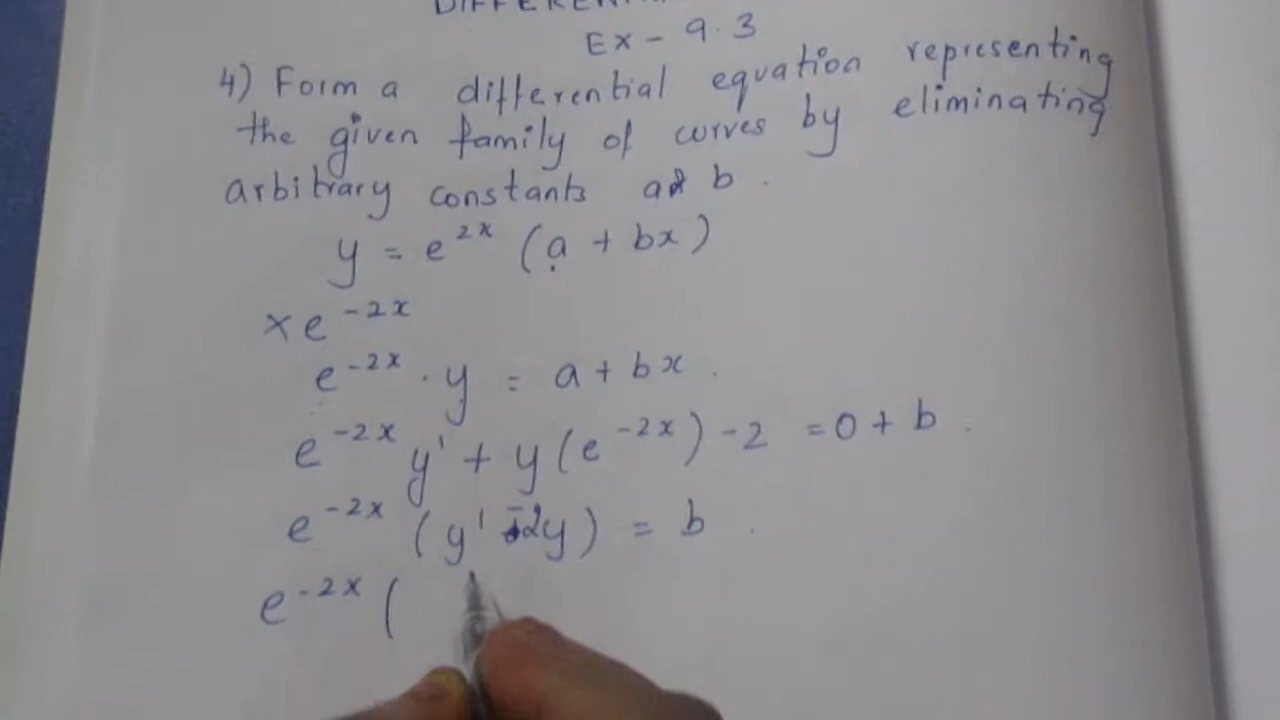 Ex - 9.3
4) Form a differential equation representing
the given family of curves by eliminating
arbitrary constants a & b .
y = e^{2x} (a + bx)
× e^{-2x}
e^{-2x} . y = a + bx .
e^{-2x} y' + y (e^{-2x}) -2 = 0 + b .
e^{-2x} (y' -2y) = b .
e^{-2x} (